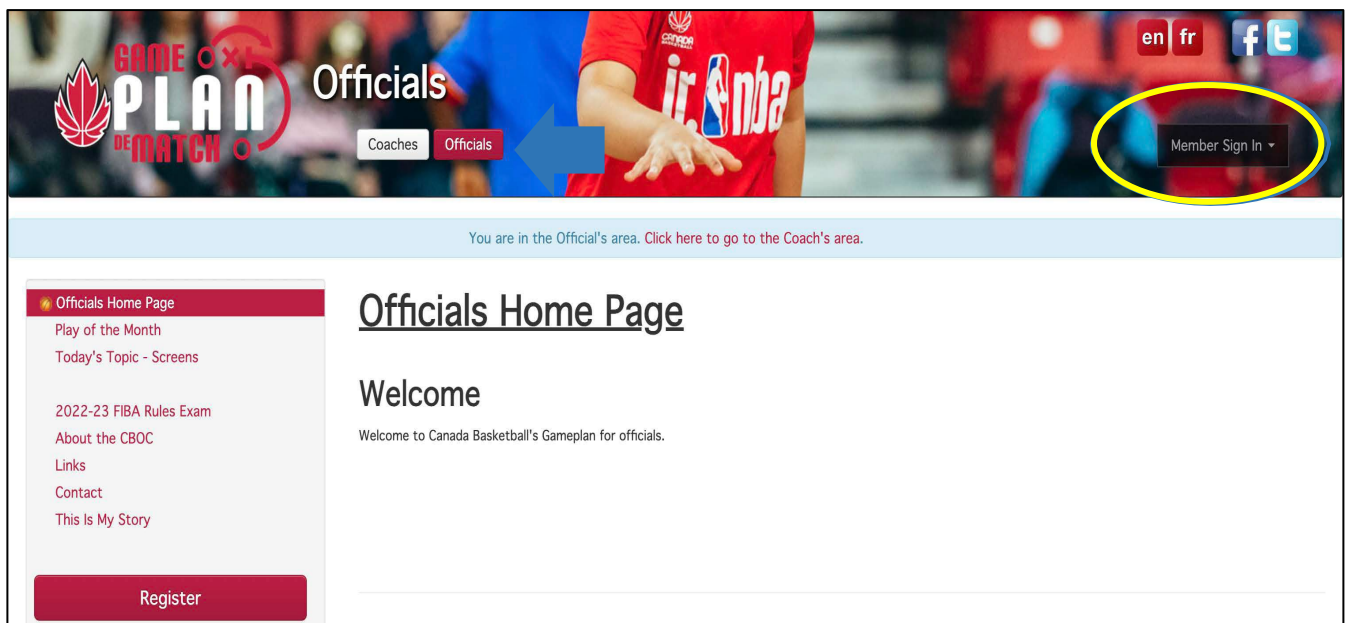 GAME
PLAN
DE MATCH
Officials
Coaches Officials
CANADA
BASKETBALL
jr. nba
en fr
Member Sign In
You are in the Official's area. Click here to go to the Coach's area.
Officials Home Page
Play of the Month
Today's Topic - Screens
2022-23 FIBA Rules Exam
About the CBOC
Links
Contact
This Is My Story
Register
Officials Home Page
Welcome
Welcome to Canada Basketball's Gameplan for officials.